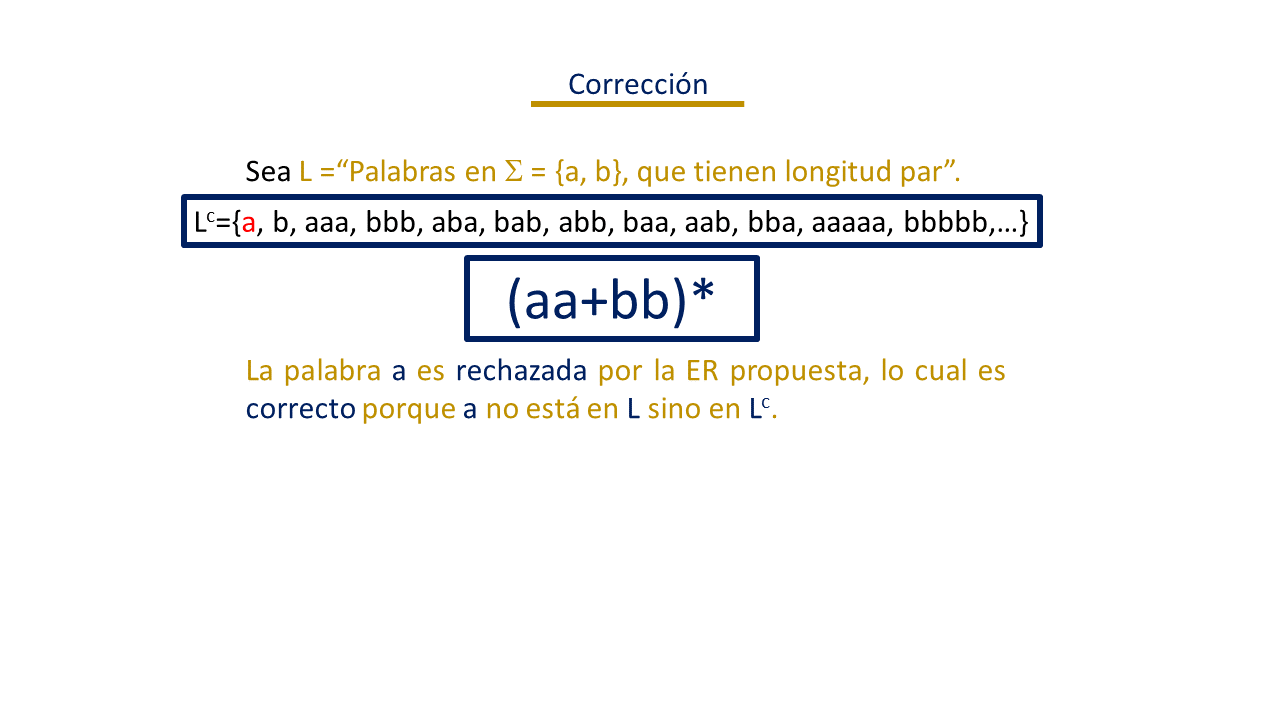 Corrección
Sea L =“Palabras en Σ = {a, b}, que tienen longitud par”.
Lᶜ={a, b, aaa, bbb, aba, bab, abb, baa, aab, bba, aaaaa, bbbbb,...}
(aa+bb)*
La palabra a es rechazada por la ER propuesta, lo cual es
correcto porque a no está en L sino en Lᶜ.